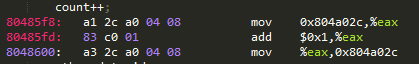 count++;
80485f8: a1 2c a0 04 08 mov 0x804a02c,%eax
80485fd: 83 c0 01 add $0x1,%eax
8048600: a3 2c a0 04 08 mov %eax,0x804a02c